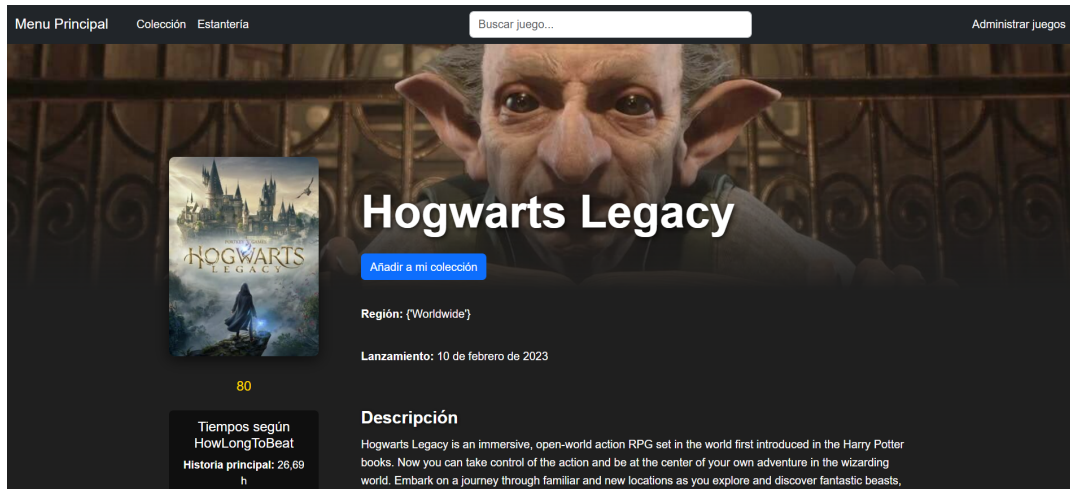 Menu Principal Colección Estantería Buscar juego... Administrar juegos
HOGWARTS
LEGACY
80
Tiempos según
HowLongToBeat
Historia principal: 26,69
h
Hogwarts Legacy
Añadir a mi colección
Región: {'Worldwide'}
Lanzamiento: 10 de febrero de 2023
Descripción
Hogwarts Legacy is an immersive, open-world action RPG set in the world first introduced in the Harry Potter
books. Now you can take control of the action and be at the center of your own adventure in the wizarding
world. Embark on a journey through familiar and new locations as you explore and discover fantastic beasts,